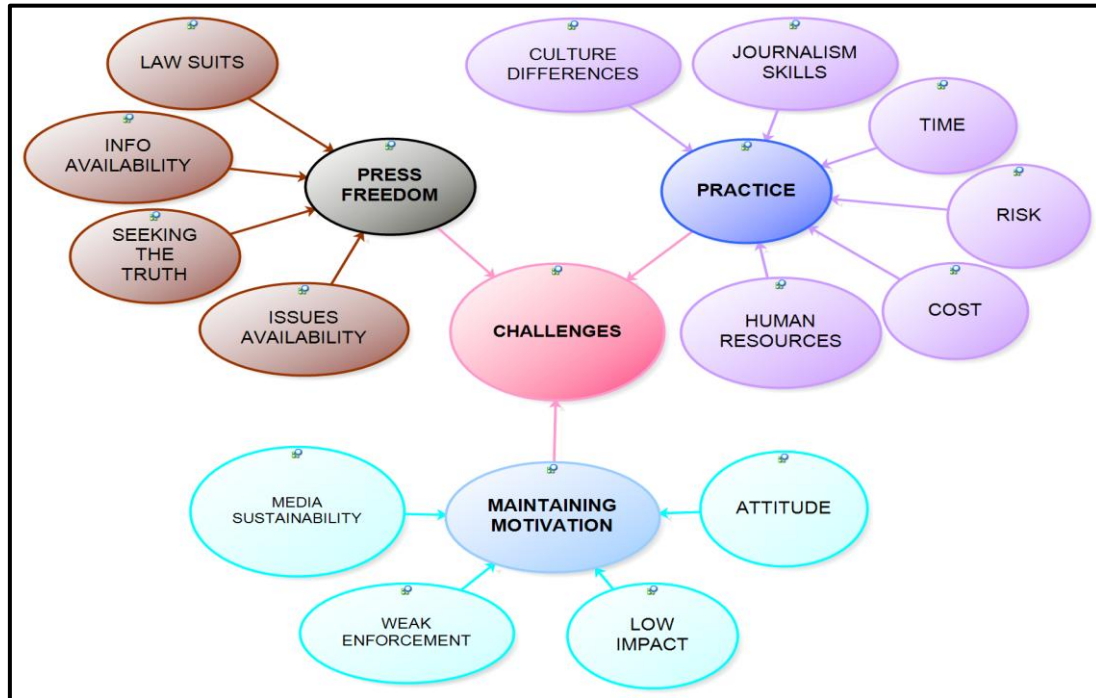 LAW SUITS
INFO
AVAILABILITY
SEEKING
THE
TRUTH
ISSUES
AVAILABILITY
PRESS
FREEDOM
CULTURE
DIFFERENCES
JOURNALISM
SKILLS
TIME
RISK
COST
HUMAN
RESOURCES
PRACTICE
CHALLENGES
MEDIA
SUSTAINABILITY
MAINTAINING
MOTIVATION
ATTITUDE
WEAK
ENFORCEMENT
LOW
IMPACT